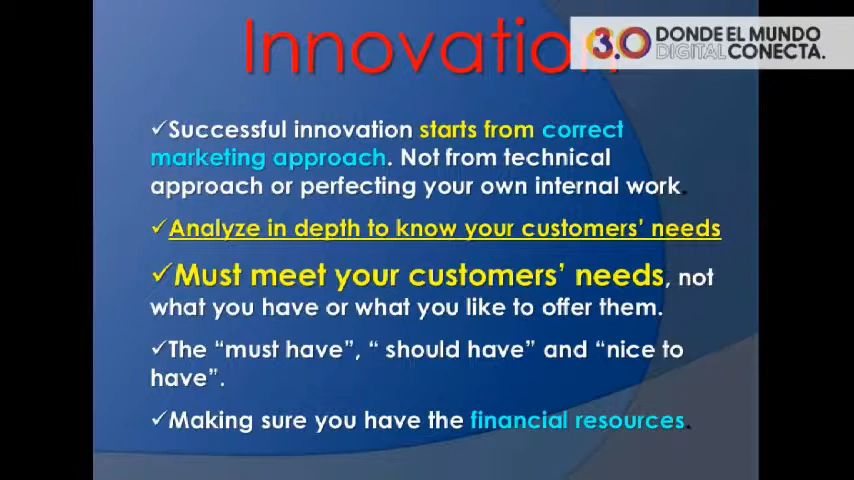 Innovation
3.0 DONDE EL MUNDO
DIGITAL CONECTA.
✓Successful innovation starts from correct
marketing approach. Not from technical
approach or perfecting your own internal work.
✓Analyze in depth to know your customers’ needs
✓Must meet your customers’ needs, not
what you have or what you like to offer them.
✓The “must have”, “ should have” and “nice to
have”.
✓Making sure you have the financial resources.